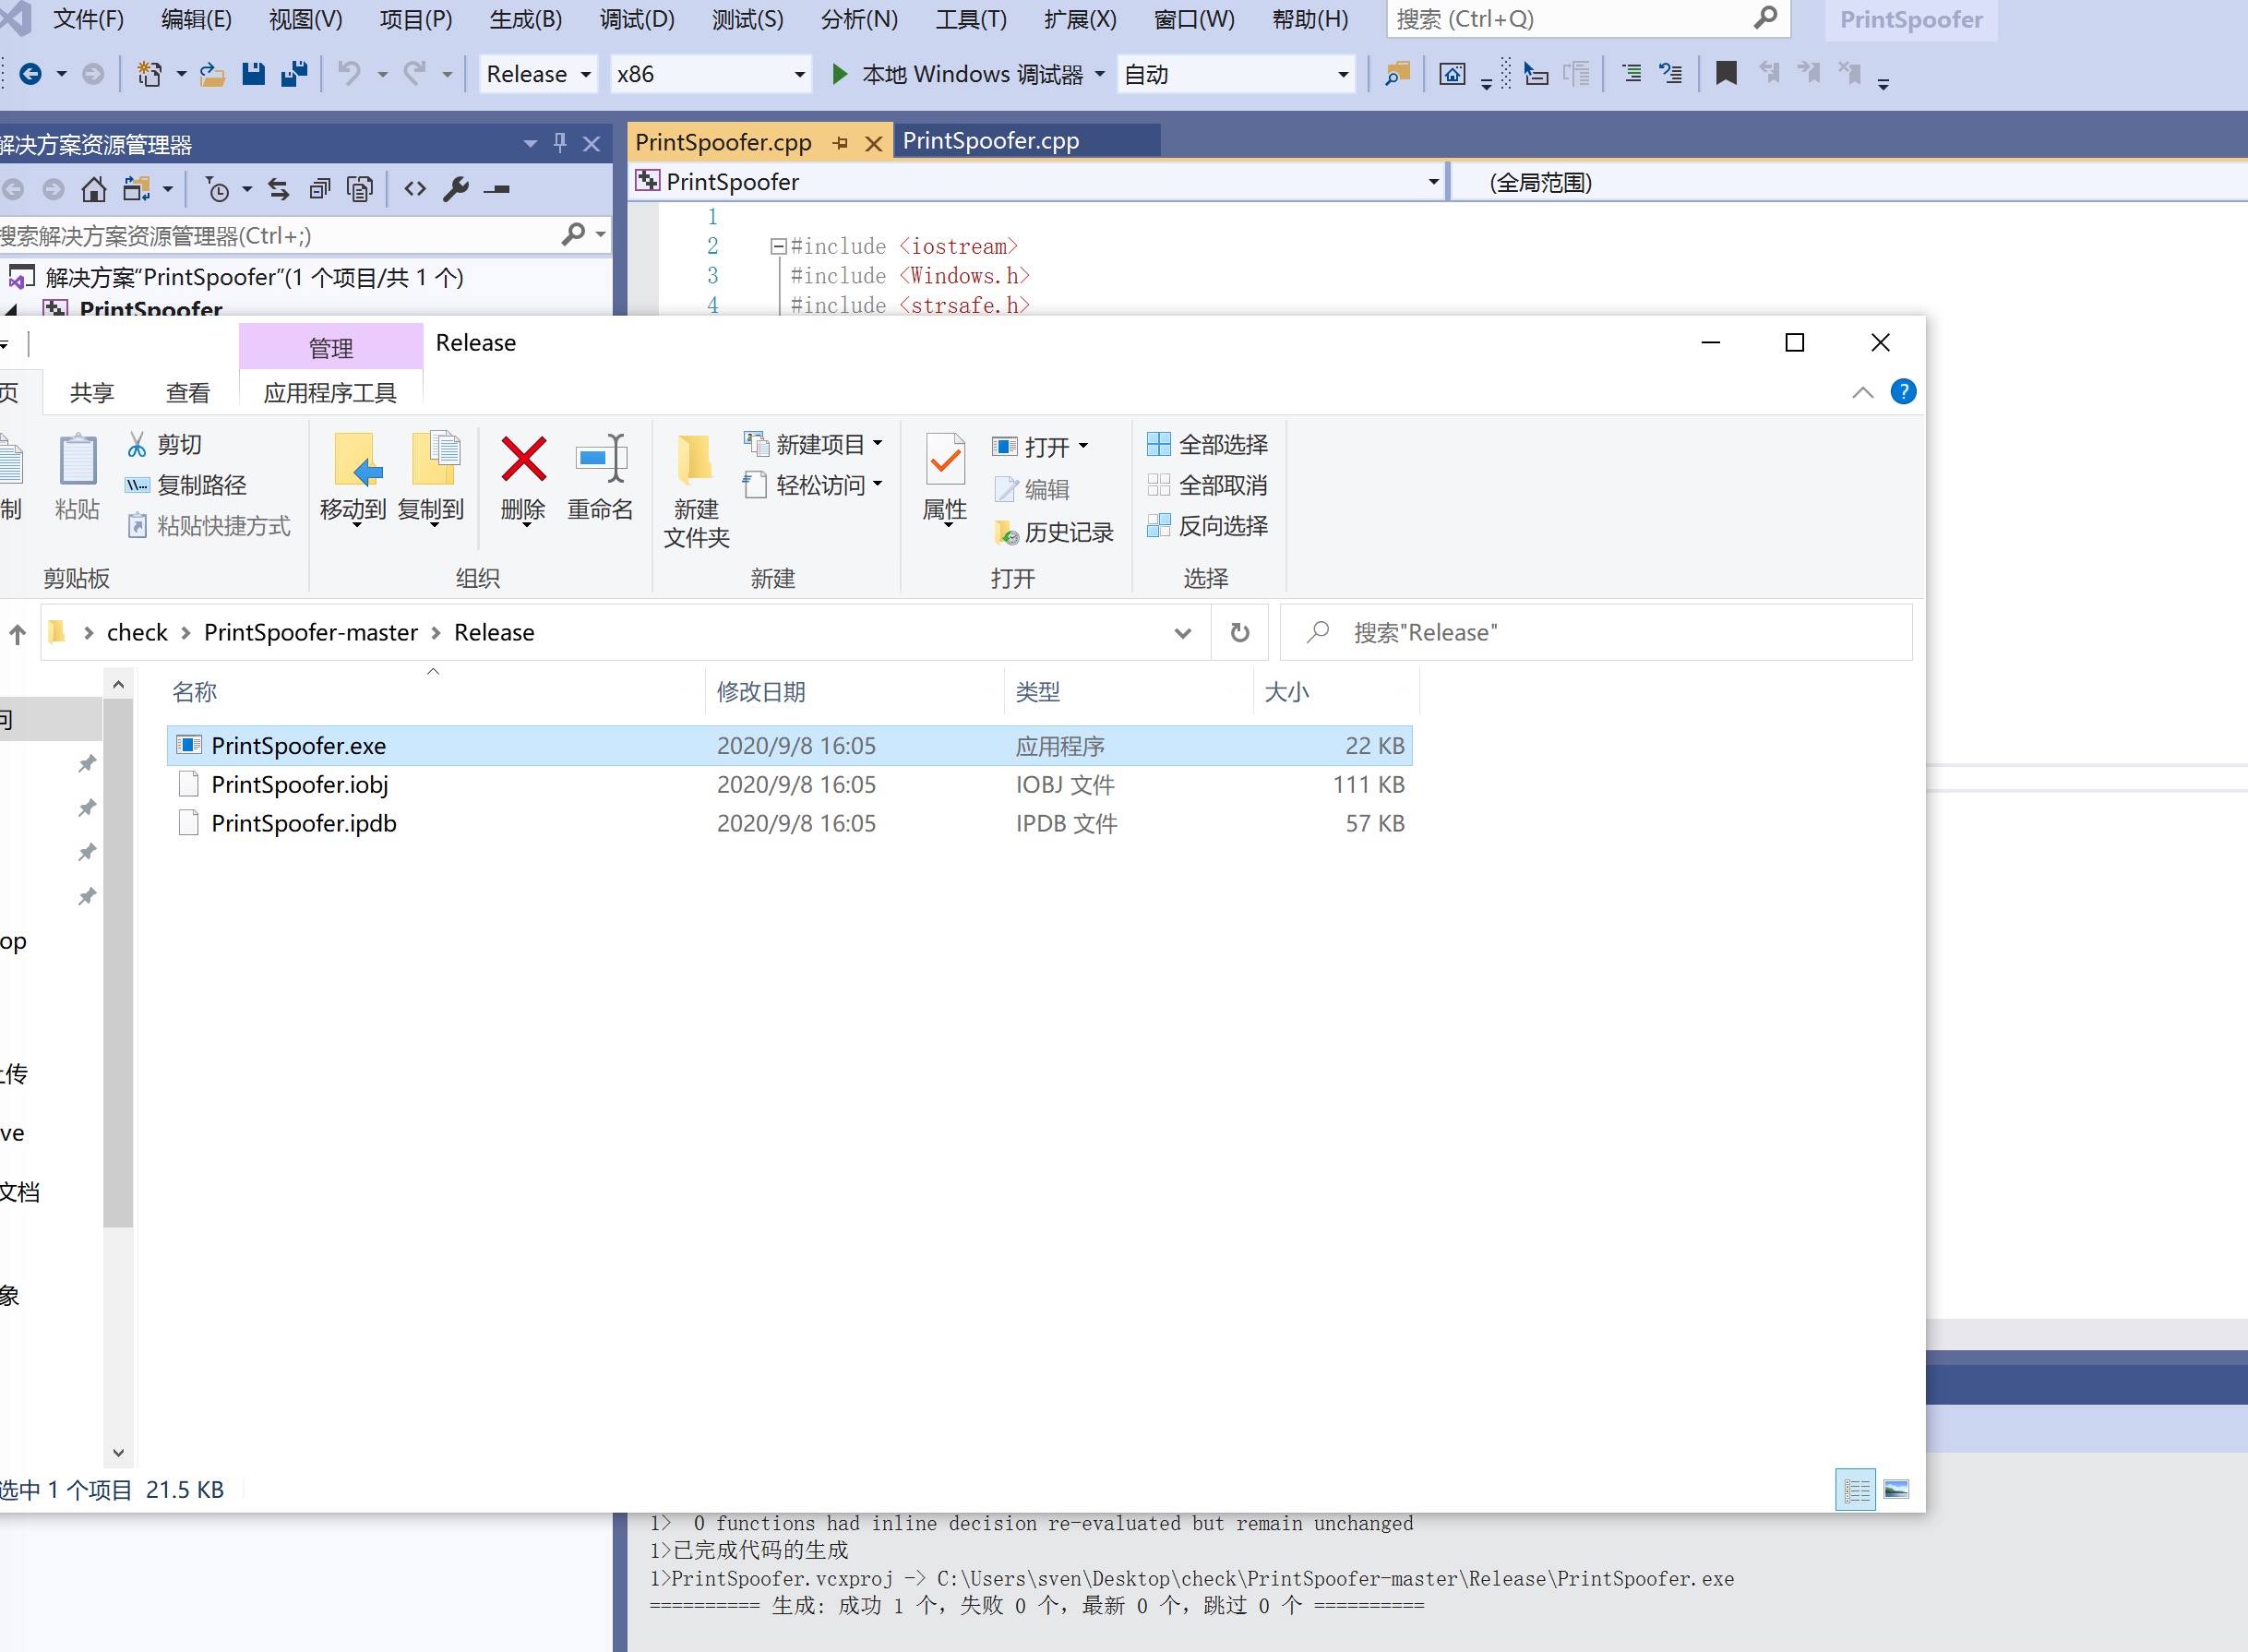 文件(F) 编辑(E) 视图(V) 项目(P) 生成(B) 调试(D) 测试(S) 分析(N) 工具(T) 扩展(X) 窗口(W) 帮助(H) 搜索 (Ctrl+Q) PrintSpoofer
Release x86 本地 Windows 调试器 自动
解决方案资源管理器
PrintSpoofer.cpp PrintSpoofer.cpp
PrintSpoofer (全局范围)
搜索解决方案资源管理器(Ctrl+;)
解决方案"PrintSpoofer"(1 个项目/共 1 个)
PrintSpoofer
1
2 #include <iostream>
3 #include <Windows.h>
4 #include <strsafe.h>
管理 Release
页 共享 查看 应用程序工具
制 粘贴 剪切 复制路径 粘贴快捷方式
剪贴板
移动到 复制到 删除 重命名
组织
新建文件夹 新建项目 轻松访问
新建
属性 打开 编辑 历史记录
打开
全部选择 全部取消 反向选择
选择
check PrintSpoofer-master Release 搜索"Release"
名称 修改日期 类型 大小
PrintSpoofer.exe 2020/9/8 16:05 应用程序 22 KB
PrintSpoofer.iobj 2020/9/8 16:05 IOBJ 文件 111 KB
PrintSpoofer.ipdb 2020/9/8 16:05 IPDB 文件 57 KB
问
op
上传
ve
文档
象
选中 1 个项目 21.5 KB
1> 0 functions had inline decision re-evaluated but remain unchanged
1>已完成代码的生成
1>PrintSpoofer.vcxproj -> C:\Users\sven\Desktop\check\PrintSpoofer-master\Release\PrintSpoofer.exe
========== 生成: 成功 1 个，失败 0 个，最新 0 个，跳过 0 个 ==========